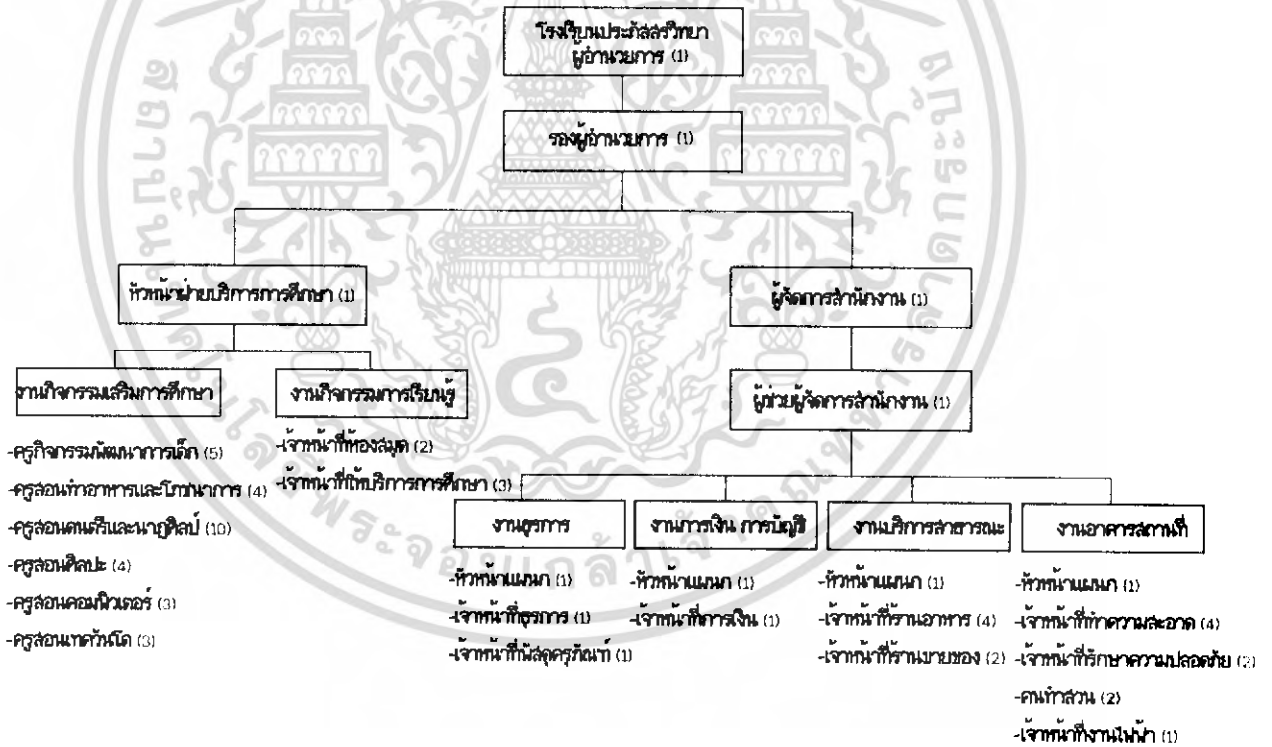 โรงเรียนประภัสสรวิทยา
ผู้อำนวยการ (1)
รองผู้อำนวยการ (1)
หัวหน้าฝ่ายบริการการศึกษา (1)
ผู้จัดการสำนักงาน (1)
งานกิจกรรมเสริมการศึกษา
งานกิจกรรมการเรียนรู้
ผู้ช่วยผู้จัดการสำนักงาน (1)
-ครูกิจกรรมพัฒนาการเด็ก (5)
-ครูสอนทำอาหารและโภชนาการ (4)
-ครูสอนดนตรีและนาฏศิลป์ (10)
-ครูสอนศิลปะ (4)
-ครูสอนคอมพิวเตอร์ (3)
-ครูสอนเทควันโด (3)
-เจ้าหน้าที่ห้องสมุด (2)
-เจ้าหน้าที่ให้บริการการศึกษา (3)
งานธุรการ
-หัวหน้าแผนก (1)
-เจ้าหน้าที่ธุรการ (1)
-เจ้าหน้าที่พัสดุครุภัณฑ์ (1)
งานการเงิน การบัญชี
-หัวหน้าแผนก (1)
-เจ้าหน้าที่การเงิน (1)
งานบริการสาธารณะ
-หัวหน้าแผนก (1)
-เจ้าหน้าที่ร้านอาหาร (4)
-เจ้าหน้าที่ร้านขายของ (2)
งานอาคารสถานที่
-หัวหน้าแผนก (1)
-เจ้าหน้าที่ทำความสะอาด (4)
-เจ้าหน้าที่รักษาความปลอดภัย (2)
-คนทำสวน (2)
-เจ้าหน้าที่งานไฟฟ้า (1)